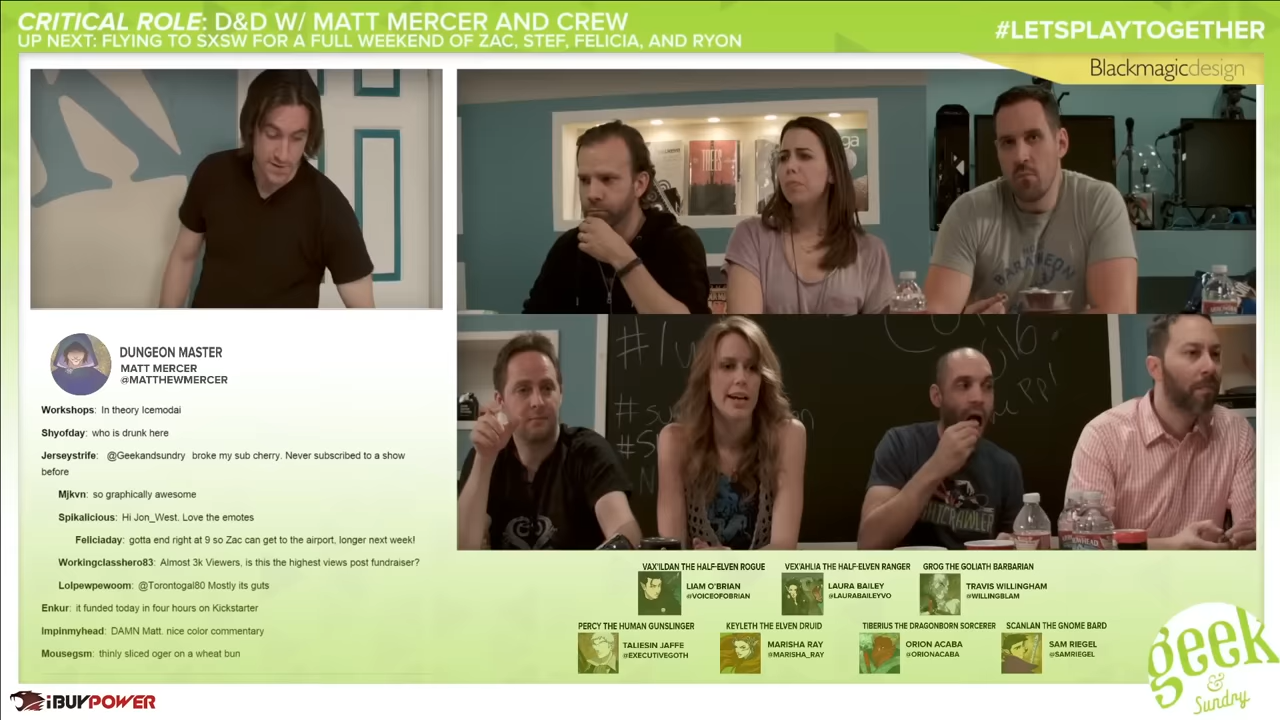 CRITICAL ROLE: D&D W/ MATT MERCER AND CREW
UP NEXT: FLYING TO SXSW FOR A FULL WEEKEND OF ZAC, STEF, FELICIA, AND RYON
#LETSPLAYTOGETHER
Blackmagicdesign
TREES
DUNGEON MASTER
MATT MERCER
@MATTHEWMERCER
Workshops: In theory Icemodai
Shyofday: who is drunk here
Jerseystrife: @Geekandsundry broke my sub cherry. Never subscribed to a show
before
Mjkvn: so graphically awesome
Spikalicious: Hi Jon_West. Love the emotes
Feliciaday: gotta end right at 9 so Zac can get to the airport, longer next week!
Workingclasshero83: Almost 3k Viewers, is this the highest views post fundraiser?
Lolpewpewoom: @Torontogal80 Mostly its guts
Enkur: it funded today in four hours on Kickstarter
Impinmyhead: DAMN Matt. nice color commentary
Mousegsm: thinly sliced oger on a wheat bun
VAX'ILDAN THE HALF-ELVEN ROGUE
LIAM O'BRIAN
@VOICEOFOBRIAN
VEX'AHLIA THE HALF-ELVEN RANGER
LAURA BAILEY
@LAURABAILEYVO
GROG THE GOLIATH BARBARIAN
TRAVIS WILLINGHAM
@WILLINGBLAM
PERCY THE HUMAN GUNSLINGER
TALIESIN JAFFE
@EXECUTIVEGOTH
KEYLETH THE ELVEN DRUID
MARISHA RAY
@MARISHA_RAY
TIBERIUS THE DRAGONBORN SORCERER
ORION ACABA
@ORIONACABA
SCANLAN THE GNOME BARD
SAM RIEGEL
@SAMRIEGEL
geek
& Sundry
iBUYPOWER